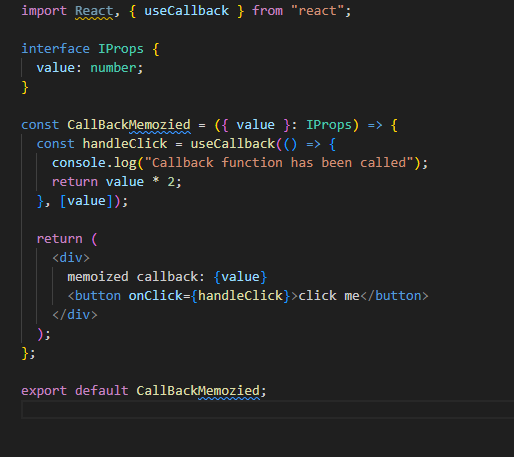 import React, { useCallback } from "react";
interface IProps {
value: number;
}
const CallBackMemozied = ({ value }: IProps) => {
const handleClick = useCallback(() => {
console.log("Callback function has been called");
return value * 2;
}, [value]);
return (
<div>
memoized callback: {value}
<button onClick={handleClick}>click me</button>
</div>
);
};
export default CallBackMemozied;